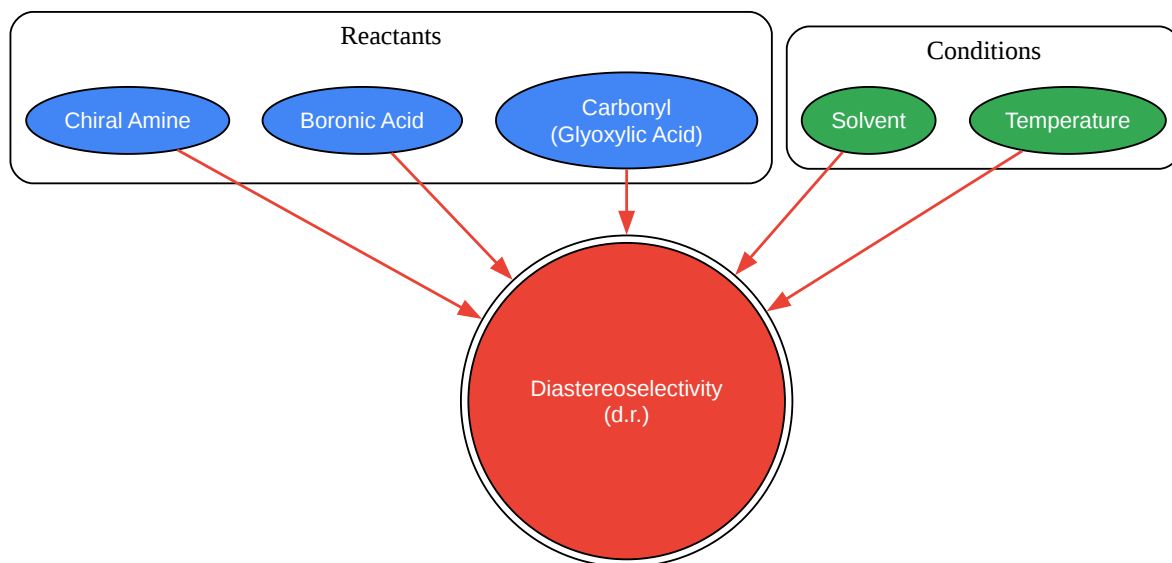 Reactants
Conditions
Chiral Amine
Boronic Acid
Carbonyl
(Glyoxylic Acid)
Solvent
Temperature
Diastereoselectivity
(d.r.)